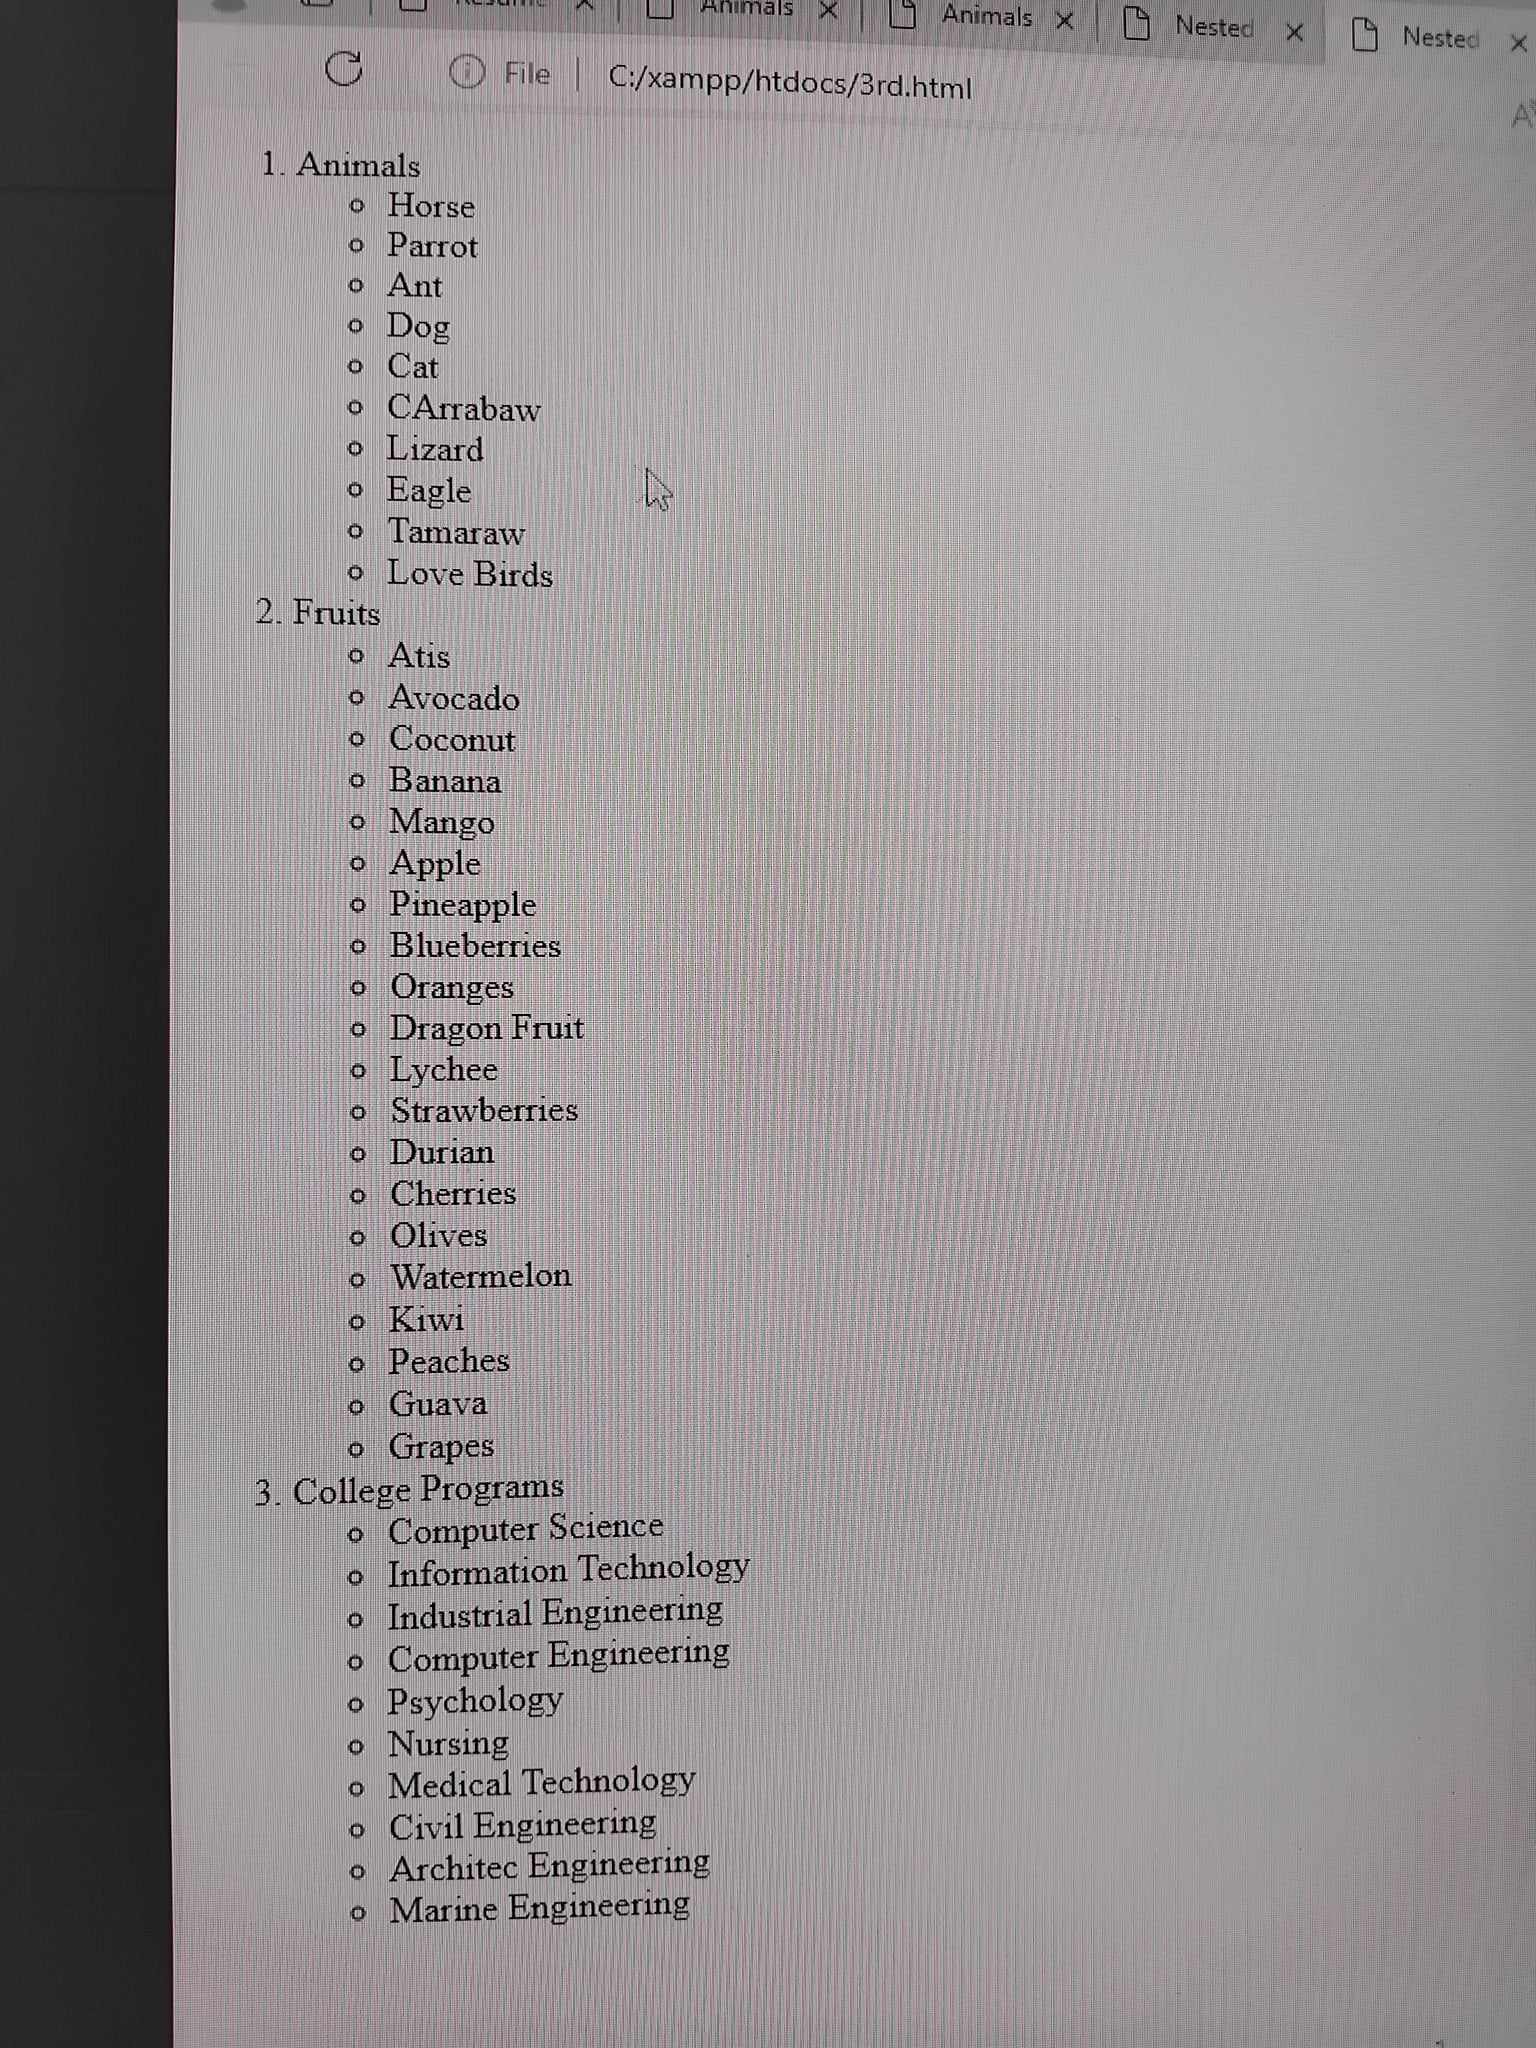 Animals
Animals
Nested
Nested
File
C:/xampp/htdocs/3rd.html
1. Animals
Horse
Parrot
Ant
Dog
Cat
CArrabaw
Lizard
Eagle
Tamaraw
Love Birds
2. Fruits
Atis
Avocado
Coconut
Banana
Mango
Apple
Pineapple
Blueberries
Oranges
Dragon Fruit
Lychee
Strawberries
Durian
Cherries
Olives
Watermelon
Kiwi
Peaches
Guava
Grapes
3. College Programs
Computer Science
Information Technology
Industrial Engineering
Computer Engineering
Psychology
Nursing
Medical Technology
Civil Engineering
Architec Engineering
Marine Engineering